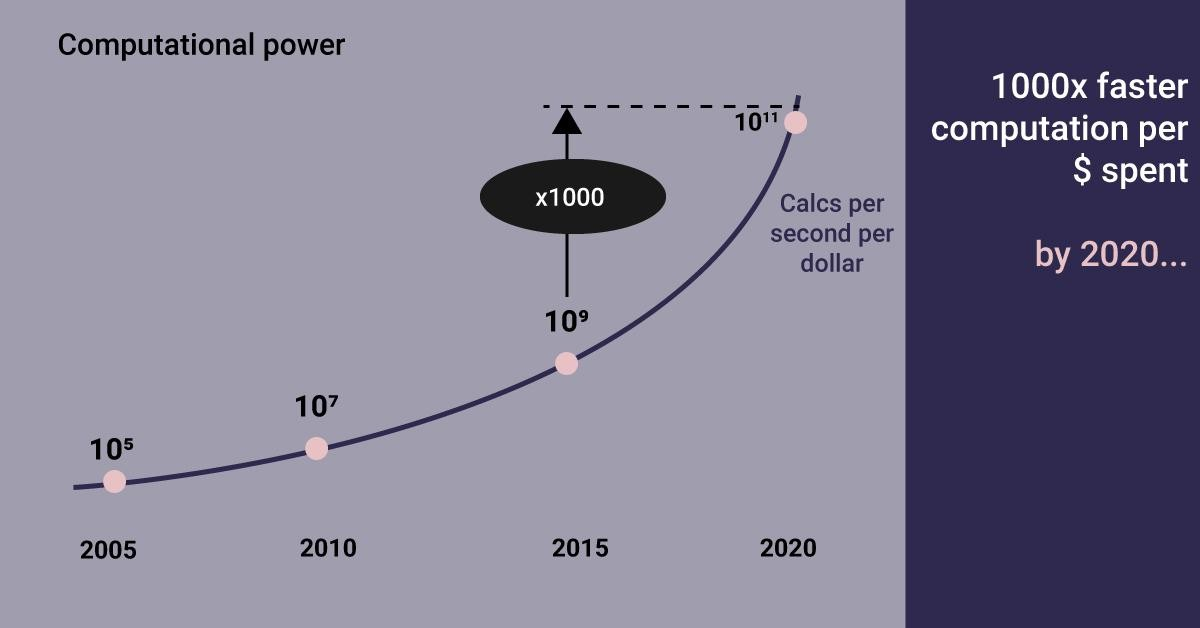 Computational power
1000x faster
computation per
$ spent
by 2020...
10¹¹
x1000
Calcs per
second per
dollar
10⁹
10⁷
10⁵
2005
2010
2015
2020